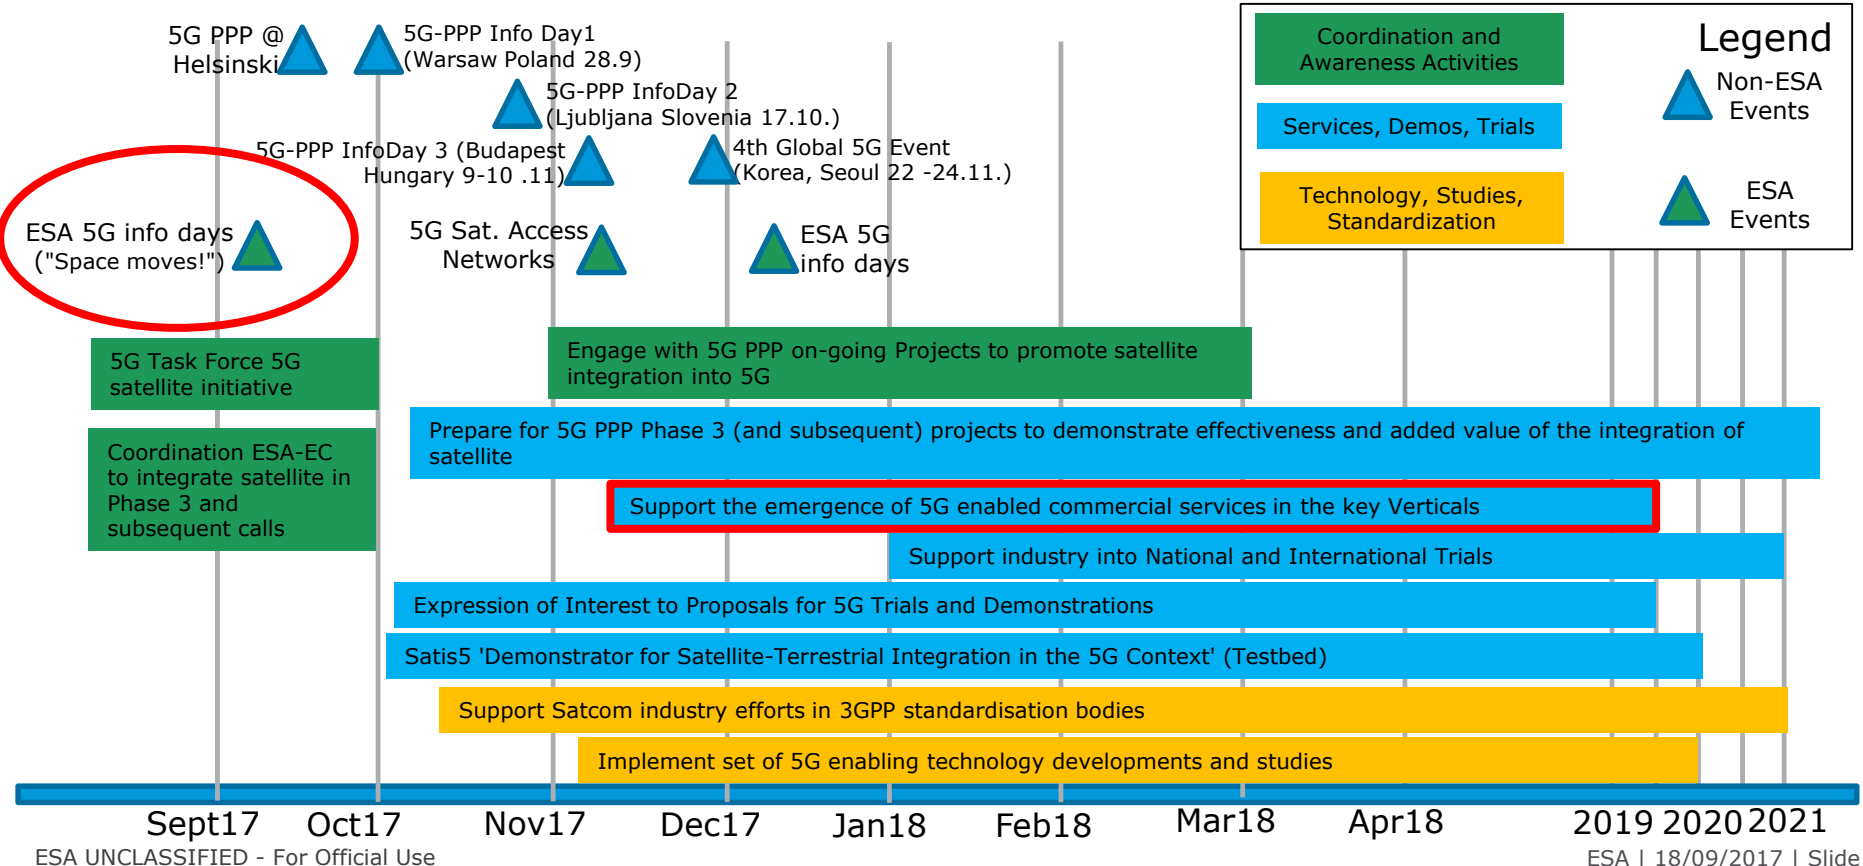 5G PPP @
Helsinski
5G-PPP Info Day1
(Warsaw Poland 28.9)
5G-PPP InfoDay 2
(Ljubljana Slovenia 17.10.)
5G-PPP InfoDay 3 (Budapest
Hungary 9-10 .11)
4th Global 5G Event
(Korea, Seoul 22 -24.11.)
ESA 5G info days
("Space moves!")
5G Sat. Access
Networks
ESA 5G
info days
Legend
Coordination and
Awareness Activities
Services, Demos, Trials
Technology, Studies,
Standardization
Non-ESA
Events
ESA
Events
5G Task Force 5G
satellite initiative
Engage with 5G PPP on-going Projects to promote satellite
integration into 5G
Coordination ESA-EC
to integrate satellite in
Phase 3 and
subsequent calls
Prepare for 5G PPP Phase 3 (and subsequent) projects to demonstrate effectiveness and added value of the integration of
satellite
Support the emergence of 5G enabled commercial services in the key Verticals
Support industry into National and International Trials
Expression of Interest to Proposals for 5G Trials and Demonstrations
Satis5 'Demonstrator for Satellite-Terrestrial Integration in the 5G Context' (Testbed)
Support Satcom industry efforts in 3GPP standardisation bodies
Implement set of 5G enabling technology developments and studies
Sept17 Oct17 Nov17 Dec17 Jan18 Feb18 Mar18 Apr18 2019 2020 2021
ESA UNCLASSIFIED - For Official Use
ESA | 18/09/2017 | Slide